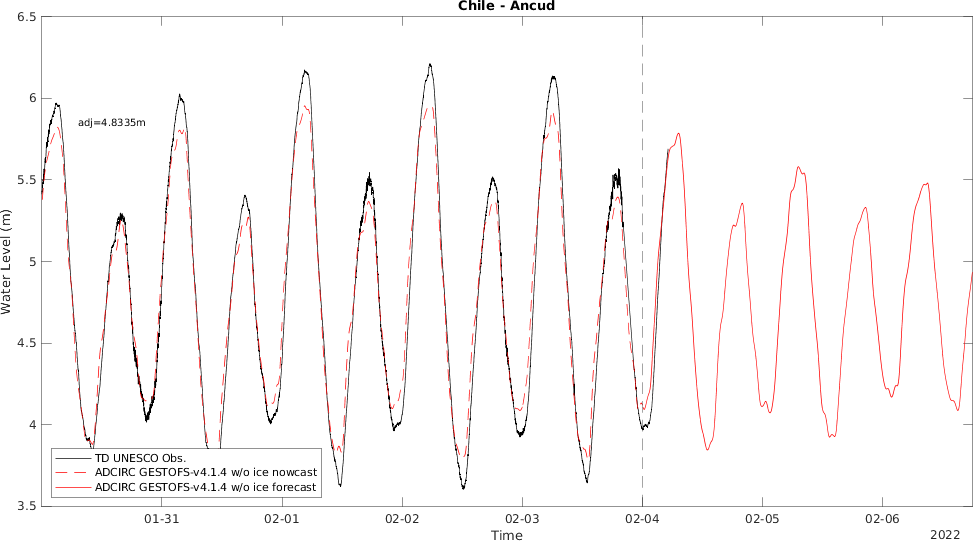 Chile - Ancud
6.5
6
5.5
5
4.5
4
3.5
Water Level (m)
adj=4.8335m
TD UNESCO Obs.
ADCIRC GESTOFS-v4.1.4 w/o ice nowcast
ADCIRC GESTOFS-v4.1.4 w/o ice forecast
01-31
02-01
02-02
02-03
02-04
02-05
02-06
Time
2022